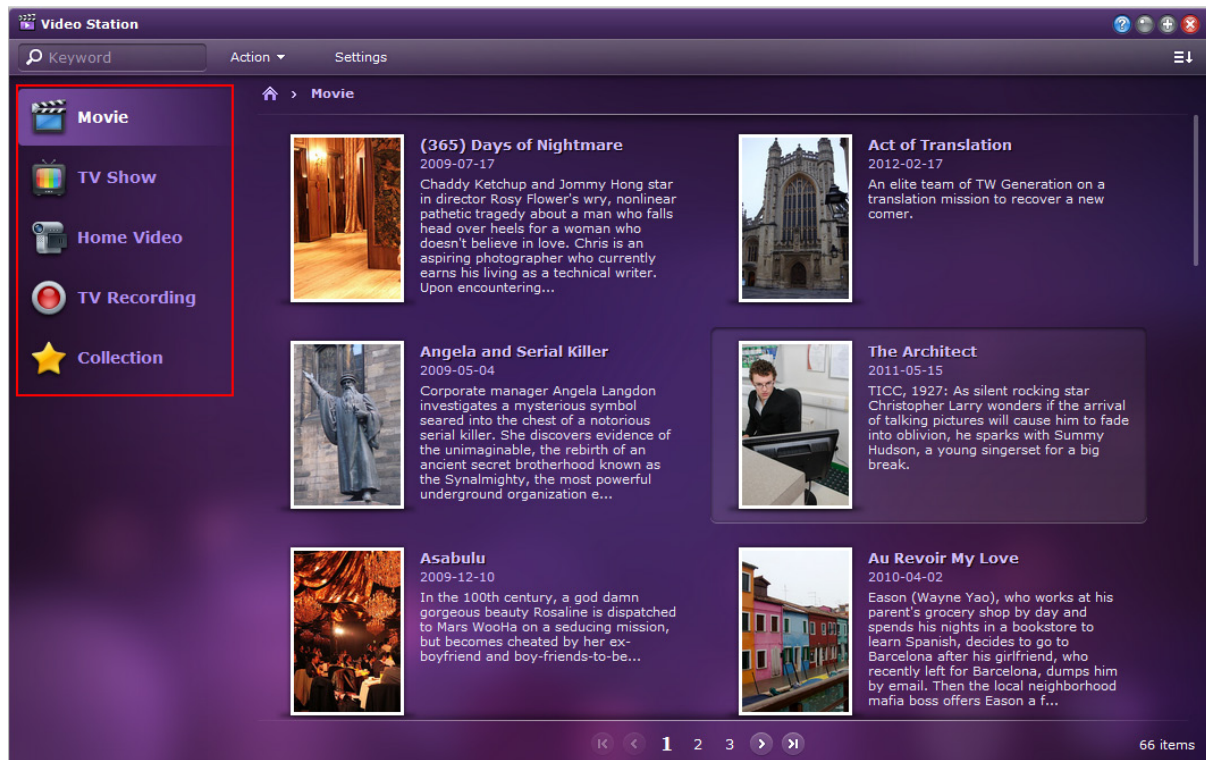 Video Station
Keyword
Action
Settings
Movie
TV Show
Home Video
TV Recording
Collection
› Movie
(365) Days of Nightmare
2009-07-17
Chaddy Ketchup and Jommy Hong star
in director Rosy Flower's wry, nonlinear
pathetic tragedy about a man who falls
head over heels for a woman who
doesn't believe in love. Chris is an
aspiring photographer who currently
earns his living as a technical writer.
Upon encountering...
Act of Translation
2012-02-17
An elite team of TW Generation on a
translation mission to recover a new
comer.
Angela and Serial Killer
2009-05-04
Corporate manager Angela Langdon
investigates a mysterious symbol
seared into the chest of a notorious
serial killer. She discovers evidence of
the unimaginable, the rebirth of an
ancient secret brotherhood known as
the Synalmighty, the most powerful
underground organization e...
The Architect
2011-05-15
TICC, 1927: As silent rocking star
Christopher Larry wonders if the arrival
of talking pictures will cause him to fade
into oblivion, he sparks with Summy
Hudson, a young singerset for a big
break.
Asabulu
2009-12-10
In the 100th century, a god damn
gorgeous beauty Rosaline is dispatched
to Mars WooHa on a seducing mission,
but becomes cheated by her ex-
boyfriend and boy-friends-to-be...
Au Revoir My Love
2010-04-02
Eason (Wayne Yao), who works at his
parent's grocery shop by day and
spends his nights in a bookstore to
learn Spanish, decides to go to
Barcelona after his girlfriend, who
recently left for Barcelona, dumps him
by email. Then the local neighborhood
mafia boss offers Eason a f...
1 2 3
66 items